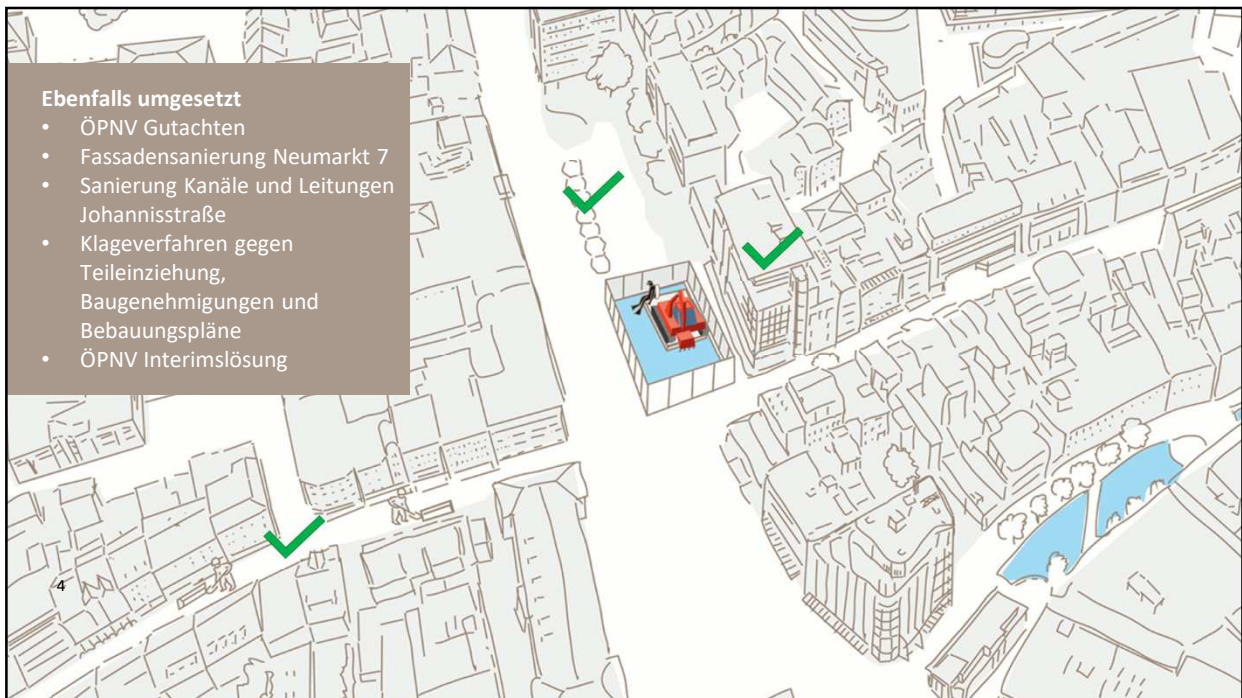 Ebenfalls umgesetzt
• ÖPNV Gutachten
• Fassadensanierung Neumarkt 7
• Sanierung Kanäle und Leitungen
Johannisstraße
• Klageverfahren gegen
Teileinziehung,
Baugenehmigungen und
Bebauungspläne
• ÖPNV Interimslösung
4